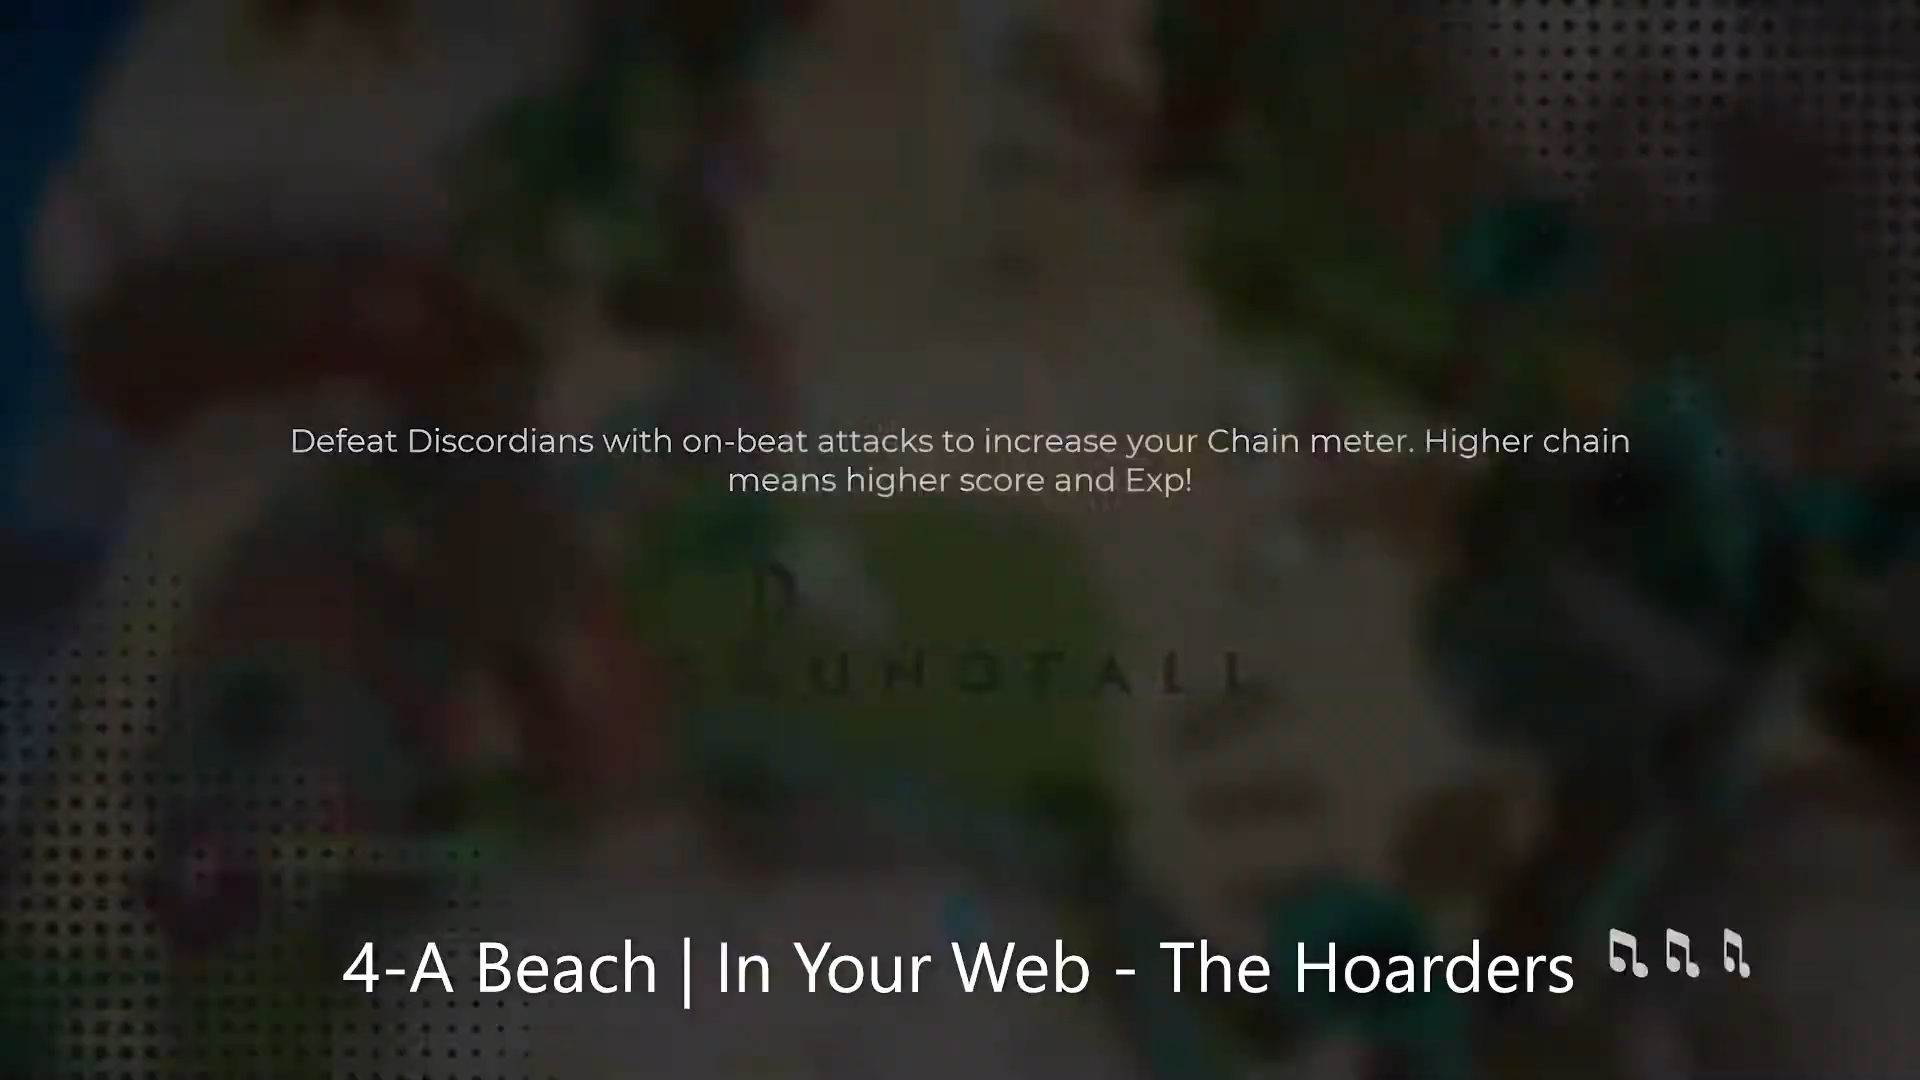 Defeat Discordians with on-beat attacks to increase your Chain meter. Higher chain
means higher score and Exp!
UNDFALL
4-A Beach | In Your Web - The Hoarders